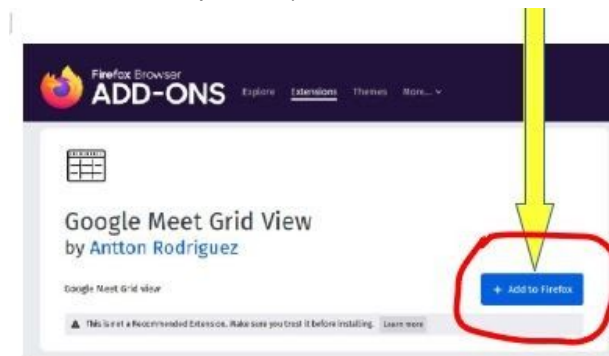 Firefox Browser
ADD-ONS
Explore Extensions Themes More...
Google Meet Grid View
by Antton Rodriguez
Google Meet Grid view
+ Add to Firefox
This is not a Recommended Extension. Make sure you trust it before installing. Learn more